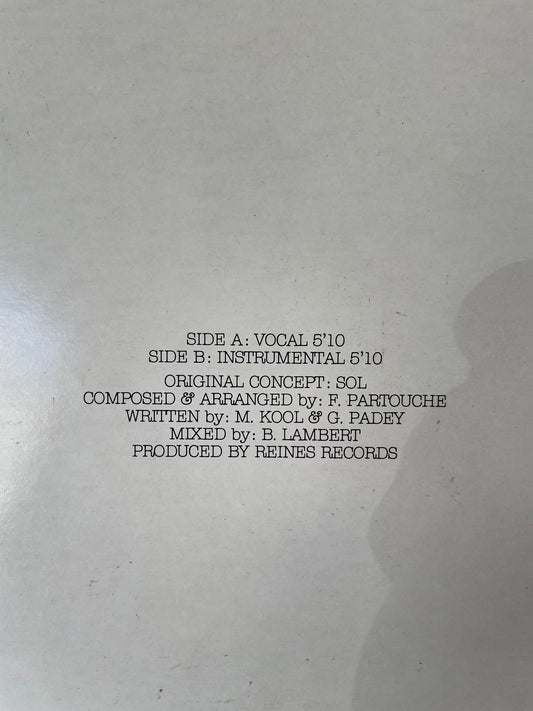 SIDE A: VOCAL 5'10
SIDE B: INSTRUMENTAL 5'10
ORIGINAL CONCEPT: SOL
COMPOSED & ARRANGED by: F. PARTOUCHE
WRITTEN by: M. KOOL & G. PADEY
MIXED by: B. LAMBERT
PRODUCED BY REINES RECORDS